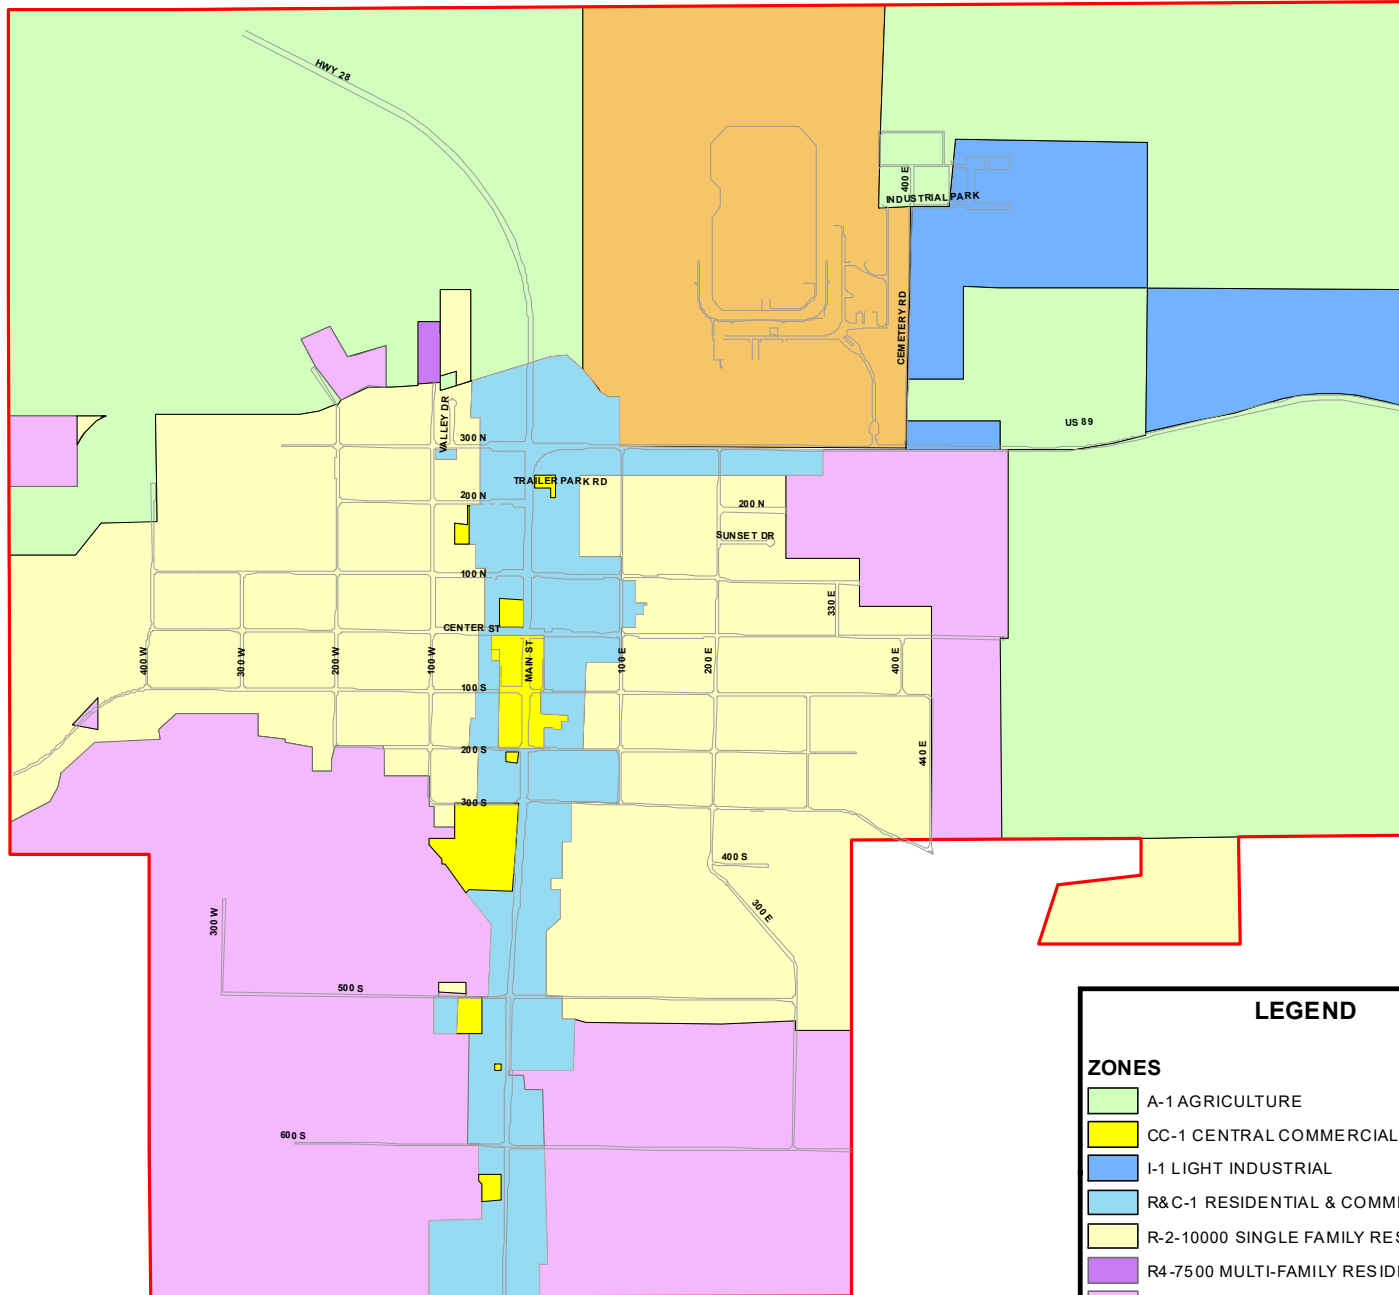 HWY 28
400 E
INDUSTRIAL PARK
CEMETERY RD
US 89
VALLEY DR
300 N
TRAILER PARK RD
200 N
200 N
SUNSET DR
100 N
330 E
CENTER ST
400 W
300 W
200 W
100 W
MAIN ST
100 E
200 E
400 E
100 S
200 S
440 E
300 S
400 S
300 E
300 W
500 S
600 S
LEGEND
ZONES
A-1 AGRICULTURE
CC-1 CENTRAL COMMERCIAL
I-1 LIGHT INDUSTRIAL
R&C-1 RESIDENTIAL & COMM
R-2-10000 SINGLE FAMILY RES
R4-7500 MULTI-FAMILY RESID